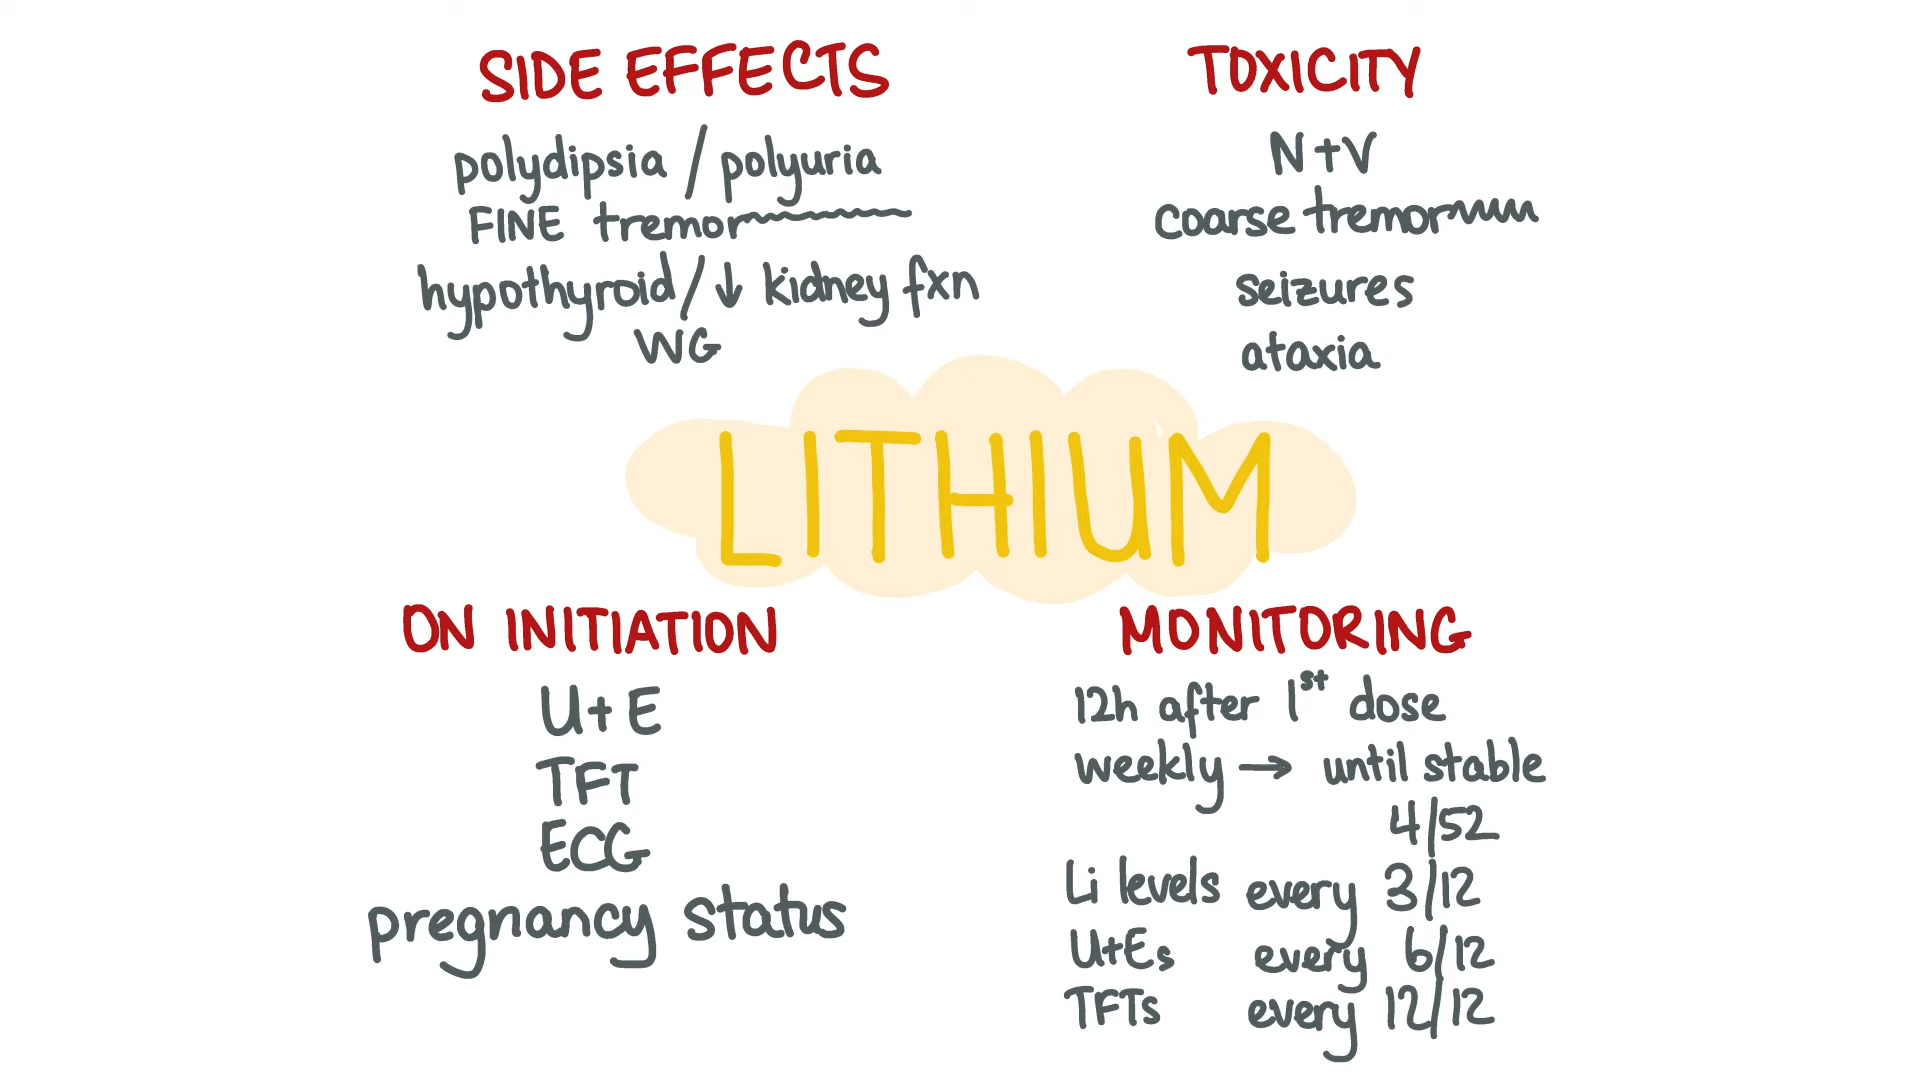 SIDE EFFECTS
polydipsia / polyuria
FINE tremor
hypothyroid / ↓ kidney fxn
WG
TOXICITY
N+V
coarse tremor
seizures
ataxia
LITHIUM
ON INITIATION
U+E
TFT
ECG
pregnancy status
MONITORING
12h after 1st dose
weekly → until stable
4/52
Li levels every 3/12
U+Es every 6/12
TFTs every 12/12